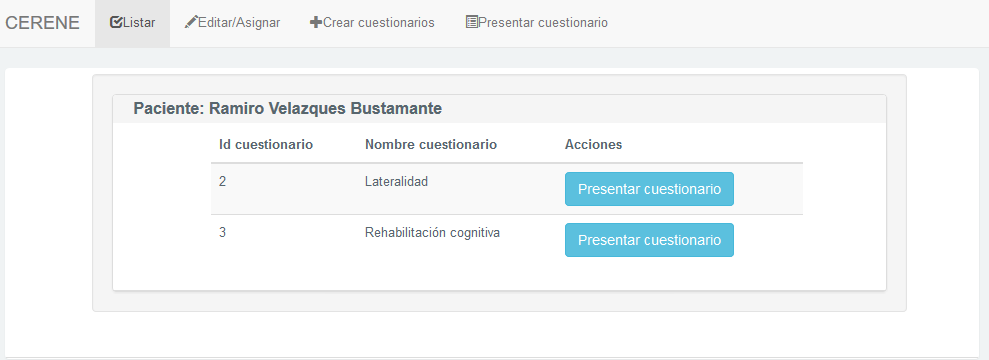 CERENE Listar Editar/Asignar Crear cuestionarios Presentar cuestionario
Paciente: Ramiro Velazques Bustamante
Id cuestionario Nombre cuestionario Acciones
2 Lateralidad Presentar cuestionario
3 Rehabilitación cognitiva Presentar cuestionario